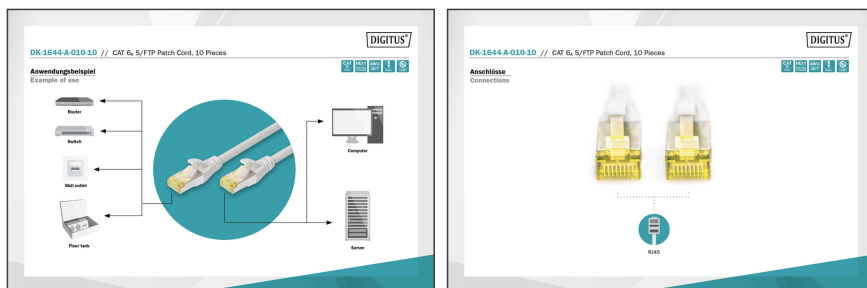 DIGITUS®
DK-1644-A-010-10 // CAT 6A S/FTP Patch Cord, 10 Pieces
Anwendungsbeispiel
Example of use
Router
Switch
Wall outlet
Floor tank
Computer
Server
DIGITUS®
DK-1644-A-010-10 // CAT 6A S/FTP Patch Cord, 10 Pieces
Anschlüsse
Connections
RJ45